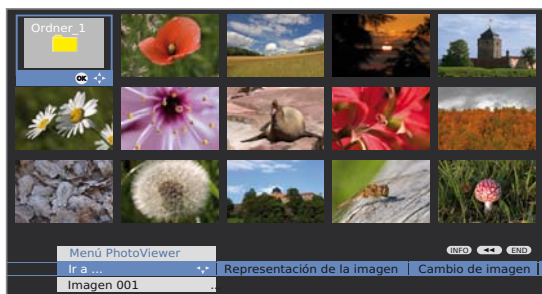 Ordner_1
OK
INFO END
Menú PhotoViewer
Ir a ... Representación de la imagen Cambio de imagen
Imagen 001 ..